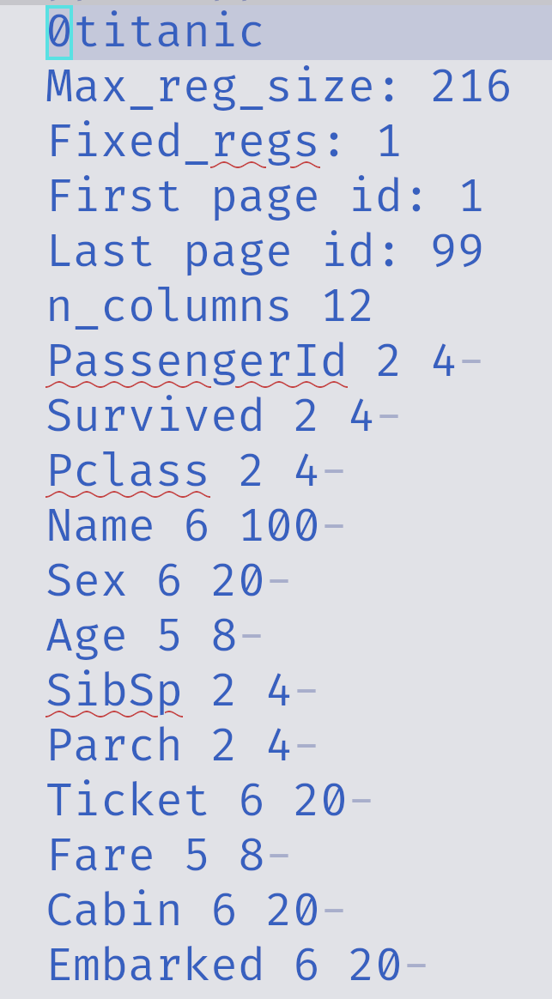 0titanic
Max_reg_size: 216
Fixed_regs: 1
First page id: 1
Last page id: 99
n_columns 12
PassengerId 2 4-
Survived 2 4-
Pclass 2 4-
Name 6 100-
Sex 6 20-
Age 5 8-
SibSp 2 4-
Parch 2 4-
Ticket 6 20-
Fare 5 8-
Cabin 6 20-
Embarked 6 20-